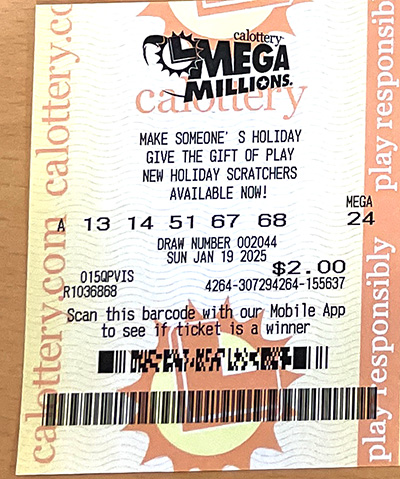 calottery
MEGA
MILLIONS.
calottery
MAKE SOMEONE' S HOLIDAY
GIVE THE GIFT OF PLAY
NEW HOLIDAY SCRATCHERS
AVAILABLE NOW!
MEGA
A 13 14 51 67 68 24
DRAW NUMBER 002044
SUN JAN 19 2025
$2.00
015QPVIS
R1036868 4264-307294264-155637
Scan this barcode with our Mobile App
to see if ticket is a winner
calottery.com calottery.cc
play responsibly play responsib